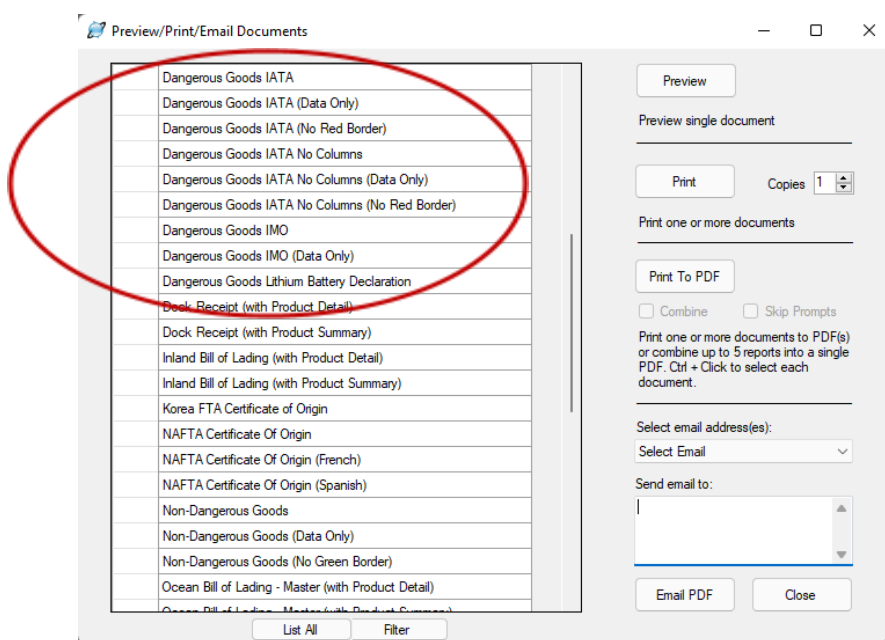 Preview/Print/Email Documents
Dangerous Goods IATA
Dangerous Goods IATA (Data Only)
Dangerous Goods IATA (No Red Border)
Dangerous Goods IATA No Columns
Dangerous Goods IATA No Columns (Data Only)
Dangerous Goods IATA No Columns (No Red Border)
Dangerous Goods IMO
Dangerous Goods IMO (Data Only)
Dangerous Goods Lithium Battery Declaration
Dock Receipt (with Product Detail)
Dock Receipt (with Product Summary)
Inland Bill of Lading (with Product Detail)
Inland Bill of Lading (with Product Summary)
Korea FTA Certificate of Origin
NAFTA Certificate Of Origin
NAFTA Certificate Of Origin (French)
NAFTA Certificate Of Origin (Spanish)
Non-Dangerous Goods
Non-Dangerous Goods (Data Only)
Non-Dangerous Goods (No Green Border)
Ocean Bill of Lading - Master (with Product Detail)
Ocean Bill of Lading - Master (with Product Summary)
List All
Filter
Preview
Preview single document
Print
Copies 1
Print one or more documents
Print To PDF
Combine
Skip Prompts
Print one or more documents to PDF(s)
or combine up to 5 reports into a single
PDF. Ctrl + Click to select each
document.
Select email address(es):
Select Email
Send email to:
Email PDF
Close